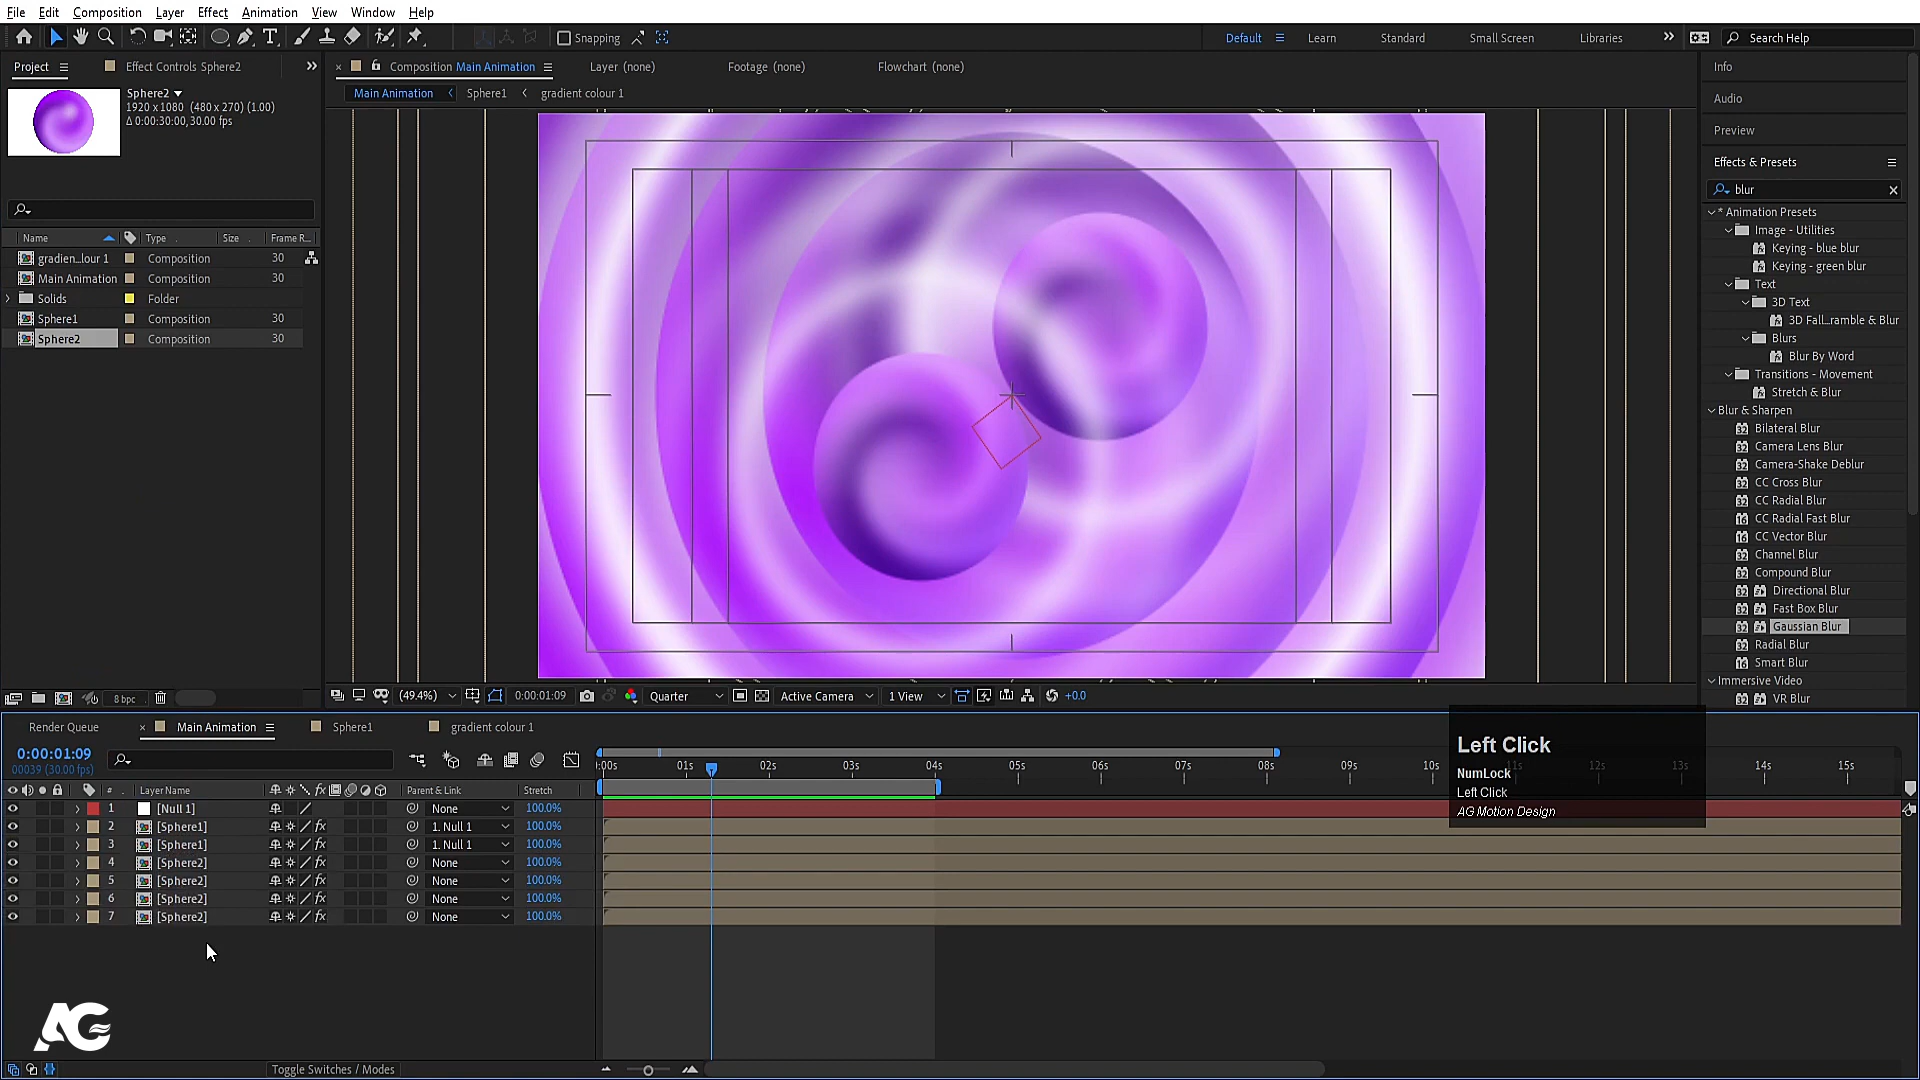 File Edit Composition Layer Effect Animation View Window Help
Snapping Default Learn Standard Small Screen Libraries Search Help
Project Effect Controls Sphere2 Composition Main Animation Layer (none) Footage (none) Flowchart (none) Info
Main Animation Sphere1 gradient colour 1
Sphere2
1920 x 1080 (480 x 270) (1.00)
Δ 0:00:30:00, 30.00 fps
Name Type Size Frame R...
gradien...lour 1 Composition 30
Main Animation Composition 30
Solids Folder
Sphere1 Composition 30
Sphere2 Composition 30
8 bpc
(49.4%) 0:00:01:09 Quarter Active Camera 1 View +0.0
Audio
Preview
Effects & Presets
blur
* Animation Presets
Image - Utilities
Keying - blue blur
Keying - green blur
Text
3D Text
3D Fall...ramble & Blur
Blurs
Blur By Word
Transitions - Movement
Stretch & Blur
Blur & Sharpen
Bilateral Blur
Camera Lens Blur
Camera-Shake Deblur
CC Cross Blur
CC Radial Blur
CC Radial Fast Blur
CC Vector Blur
Channel Blur
Compound Blur
Directional Blur
Fast Box Blur
Gaussian Blur
Radial Blur
Smart Blur
Immersive Video
VR Blur
Render Queue Main Animation Sphere1 gradient colour 1
0:00:01:09
00039 (30.00 fps)
:00s 01s 02s 03s 04s 05s 06s 07s 08s 09s 10s 11s 12s 13s 14s 15s
# Layer Name Parent & Link Stretch
1 [Null 1] None 100.0%
2 [Sphere1] 1. Null 1 100.0%
3 [Sphere1] 1. Null 1 100.0%
4 [Sphere2] None 100.0%
5 [Sphere2] None 100.0%
6 [Sphere2] None 100.0%
7 [Sphere2] None 100.0%
Left Click
NumLock
Left Click
AG Motion Design
AG
Toggle Switches / Modes